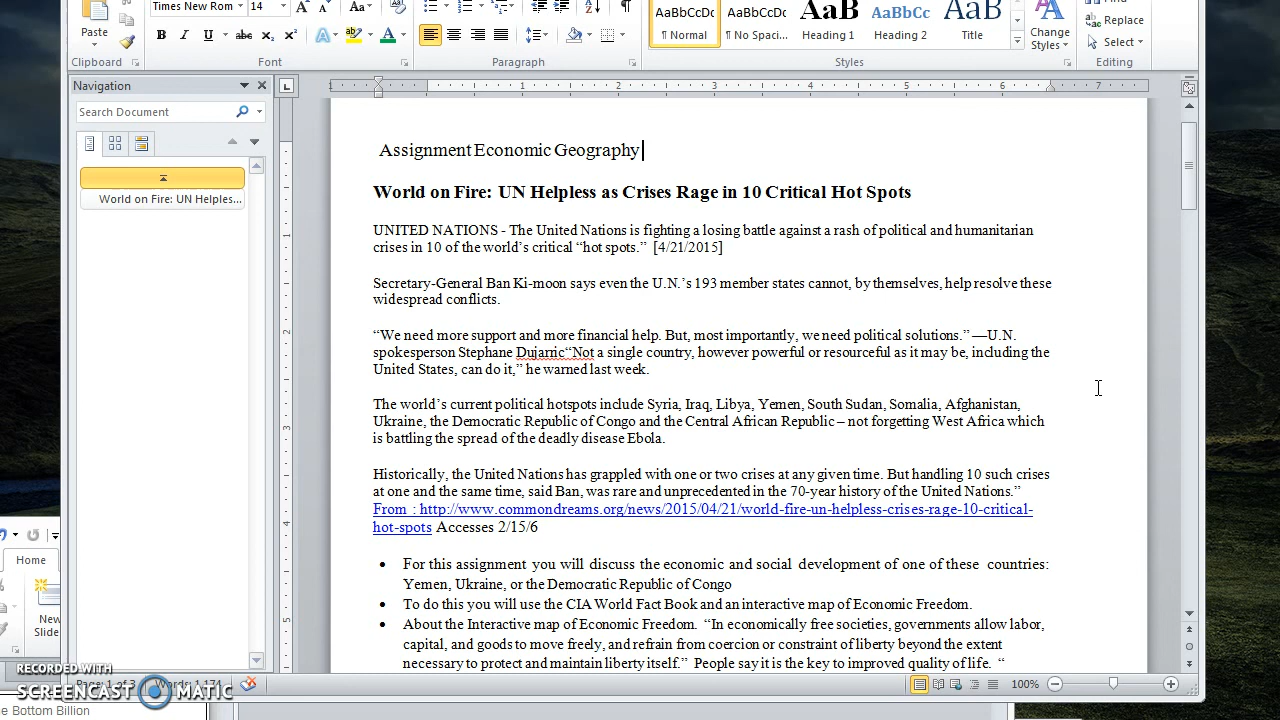 Times New Rom
14
AaBbCcDc
AaBbCcDc
AaBbC
AaBbCc
AaB
Replace
Paste
¶ Normal
¶ No Spaci...
Heading 1
Heading 2
Title
Change
Styles
Select
Clipboard
Font
Paragraph
Styles
Editing
Navigation
Search Document
World on Fire: UN Helples...
Assignment Economic Geography
World on Fire: UN Helpless as Crises Rage in 10 Critical Hot Spots
UNITED NATIONS - The United Nations is fighting a losing battle against a rash of political and humanitarian
crises in 10 of the world's critical “hot spots.” [4/21/2015]
Secretary-General Ban Ki-moon says even the U.N.'s 193 member states cannot, by themselves, help resolve these
widespread conflicts.
“We need more support and more financial help. But, most importantly, we need political solutions.” —U.N.
spokesperson Stephane Dujarric“Not a single country, however powerful or resourceful as it may be, including the
United States, can do it,” he warned last week.
The world's current political hotspots include Syria, Iraq, Libya, Yemen, South Sudan, Somalia, Afghanistan,
Ukraine, the Democratic Republic of Congo and the Central African Republic – not forgetting West Africa which
is battling the spread of the deadly disease Ebola.
Historically, the United Nations has grappled with one or two crises at any given time. But handling 10 such crises
at one and the same time, said Ban, was rare and unprecedented in the 70-year history of the United Nations.”
From : http://www.commondreams.org/news/2015/04/21/world-fire-un-helpless-crises-rage-10-critical-
hot-spots Accesses 2/15/6
• For this assignment you will discuss the economic and social development of one of these countries:
Yemen, Ukraine, or the Democratic Republic of Congo
• To do this you will use the CIA World Fact Book and an interactive map of Economic Freedom.
• About the Interactive map of Economic Freedom. “In economically free societies, governments allow labor,
capital, and goods to move freely, and refrain from coercion or constraint of liberty beyond the extent
necessary to protect and maintain liberty itself.” People say it is the key to improved quality of life. “
Home
New
Slide
RECORDED WITH
SCREENCAST MATIC
100%
e Bottom Billion